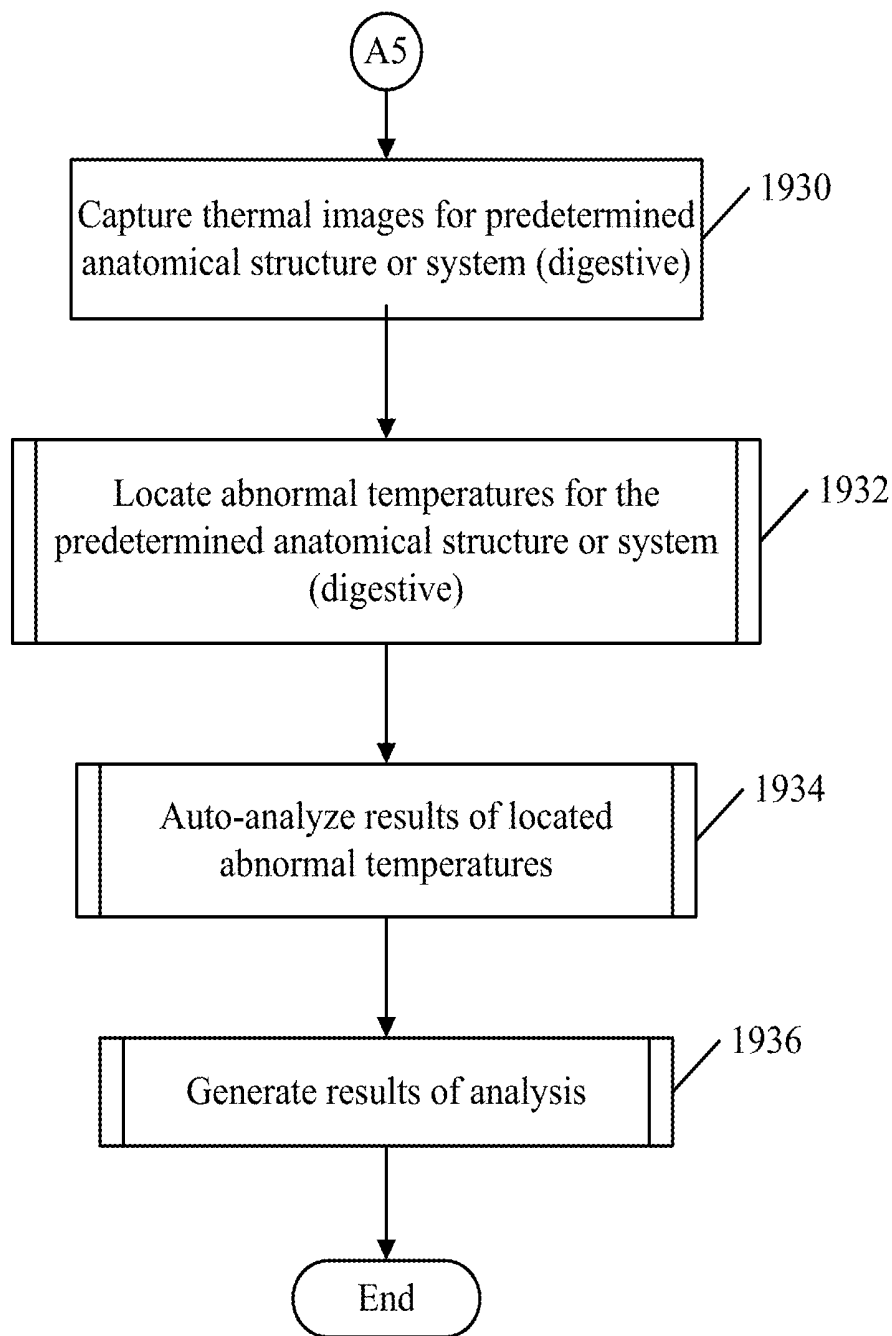 A5
Capture thermal images for predetermined
anatomical structure or system (digestive)
1930
Locate abnormal temperatures for the
predetermined anatomical structure or system
(digestive)
1932
Auto-analyze results of located
abnormal temperatures
1934
Generate results of analysis
1936
End